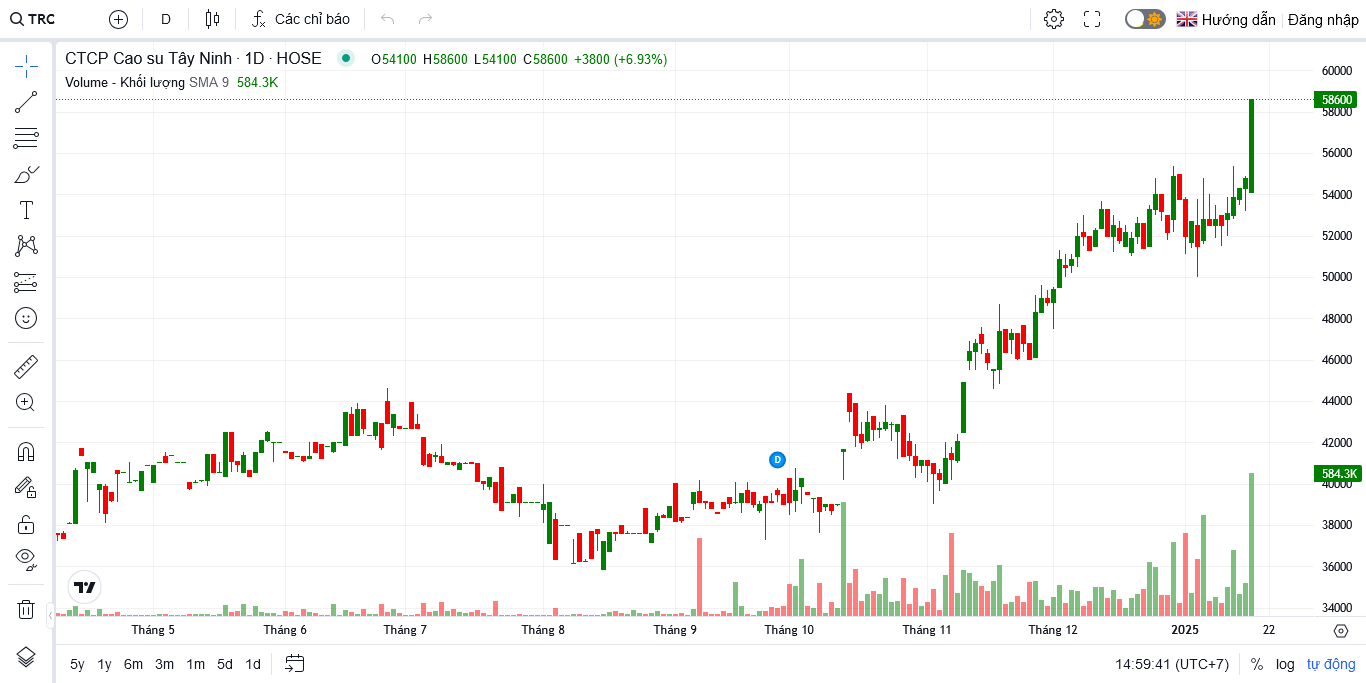 TRC D Các chỉ báo Hướng dẫn Đăng nhập
CTCP Cao su Tây Ninh · 1D · HOSE O54100 H58600 L54100 C58600 +3800 (+6.93%)
Volume - Khối lượng SMA 9 584.3K
60000
58600
58000
56000
54000
52000
50000
48000
46000
44000
42000
584.3K
40000
38000
36000
34000
D
Tháng 5 Tháng 6 Tháng 7 Tháng 8 Tháng 9 Tháng 10 Tháng 11 Tháng 12 2025 22
5y 1y 6m 3m 1m 5d 1d 14:59:41 (UTC+7) % log tự động